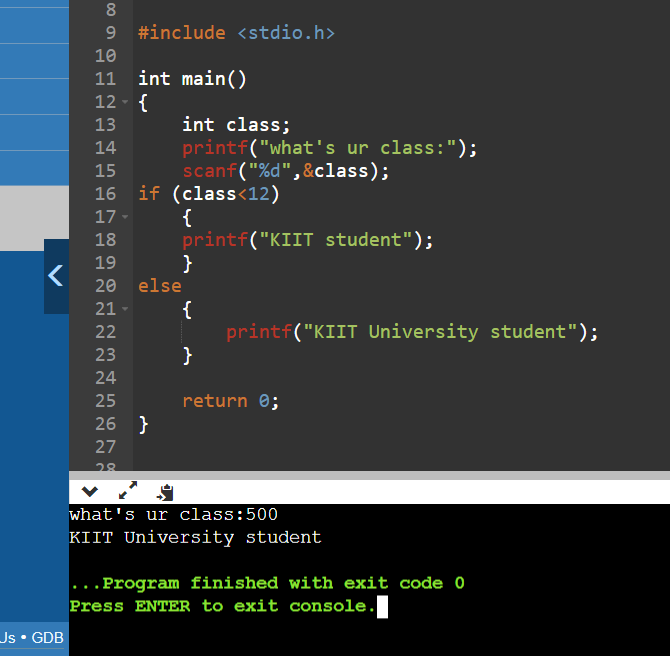 8
9 #include <stdio.h>
10
11 int main()
12 {
13 int class;
14 printf("what's ur class:");
15 scanf("%d",&class);
16 if (class<12)
17 {
18 printf("KIIT student");
19 }
20 else
21 {
22 printf("KIIT University student");
23 }
24
25 return 0;
26 }
27
28
what's ur class:500
KIIT University student
...Program finished with exit code 0
Press ENTER to exit console.
Us • GDB